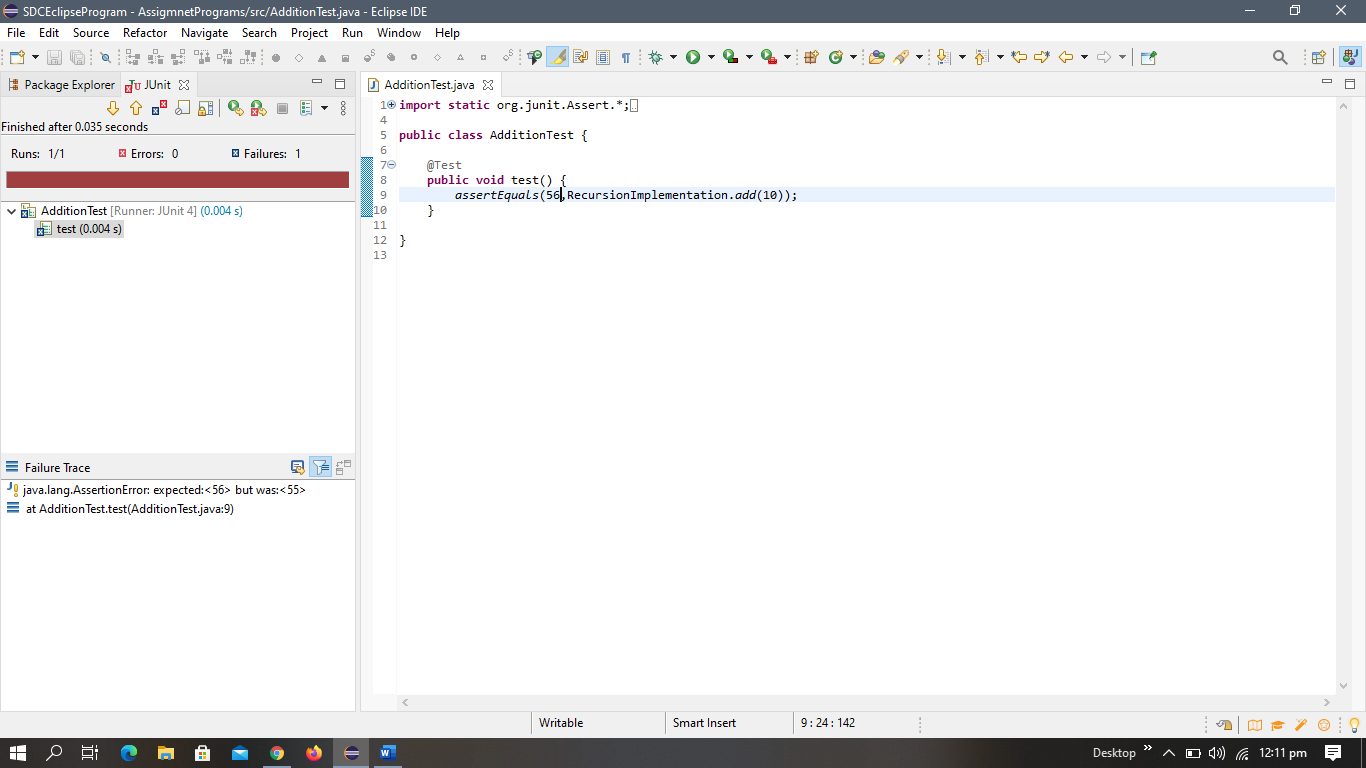 SDCEclipseProgram - AssigmnetPrograms/src/AdditionTest.java - Eclipse IDE
File Edit Source Refactor Navigate Search Project Run Window Help
Package Explorer JUnit
Finished after 0.035 seconds
Runs: 1/1 Errors: 0 Failures: 1
AdditionTest [Runner: JUnit 4] (0.004 s)
test (0.004 s)
Failure Trace
java.lang.AssertionError: expected:<56> but was:<55>
at AdditionTest.test(AdditionTest.java:9)
AdditionTest.java
1 import static org.junit.Assert.*;
4
5 public class AdditionTest {
6
7 @Test
8 public void test() {
9 assertEquals(56,RecursionImplementation.add(10));
10 }
11
12 }
13
Writable Smart Insert 9 : 24 : 142
Desktop 12:11 pm